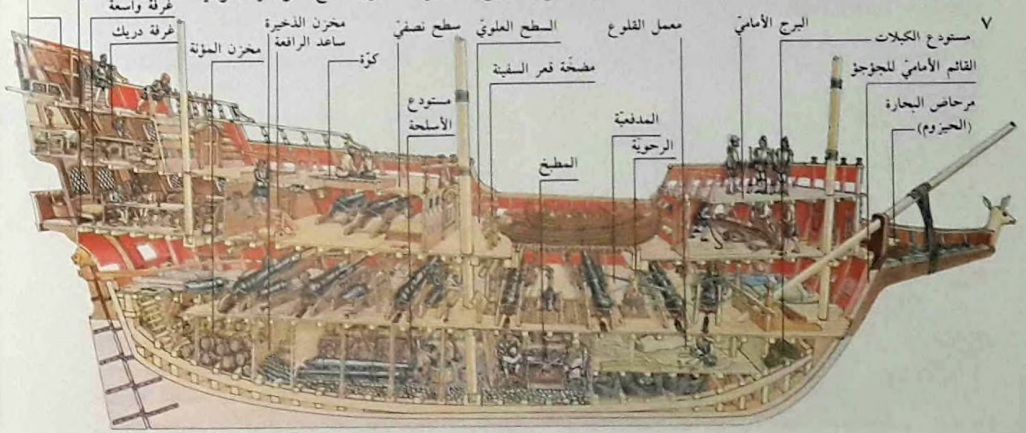 ٧
غرفة واسعة
غرفة دريك
مخزن المؤنة
مخزن الذخيرة
ساعد الرافعة
كوّة
سطح نصفيّ
مستودع
الأسلحة
السطح العلويّ
مضخّة قعر السفينة
المطبخ
معمل القلوع
المدفعيّة
الرحويّة
البرج الأماميّ
مستودع الكبلات
القائم الأماميّ للجؤجؤ
مرحاض البحارة
(الحيزوم)